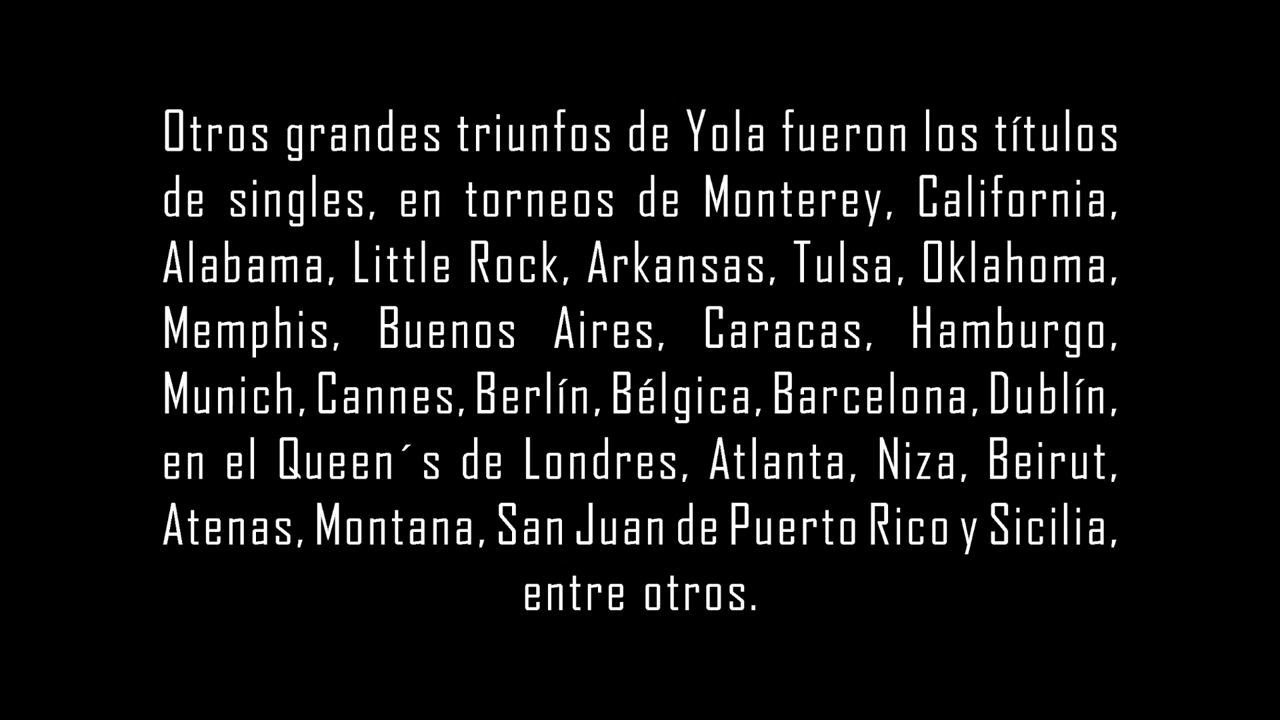 Otros grandes triunfos de Yola fueron los títulos
de singles, en torneos de Monterey, California,
Alabama, Little Rock, Arkansas, Tulsa, Oklahoma,
Memphis, Buenos Aires, Caracas, Hamburgo,
Munich, Cannes, Berlín, Bélgica, Barcelona, Dublín,
en el Queen´s de Londres, Atlanta, Niza, Beirut,
Atenas, Montana, San Juan de Puerto Rico y Sicilia,
entre otros.